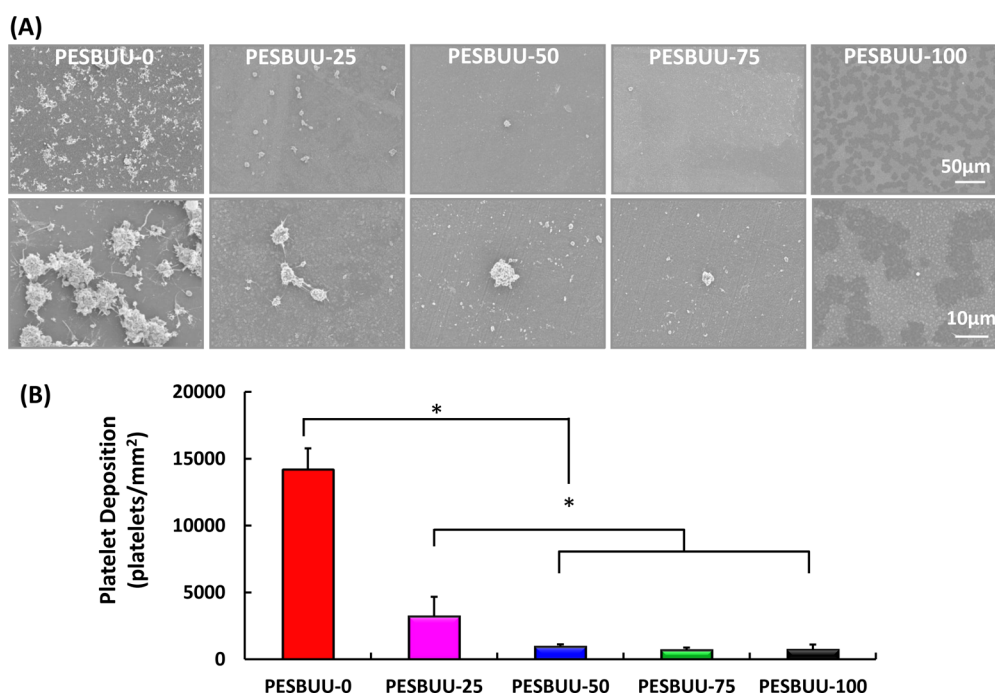 (A)
PESBUU-0 PESBUU-25 PESBUU-50 PESBUU-75 PESBUU-100
50μm
10μm
(B)
Platelet Deposition
(platelets/mm²)
20000
15000
10000
5000
0
*
*
PESBUU-0 PESBUU-25 PESBUU-50 PESBUU-75 PESBUU-100